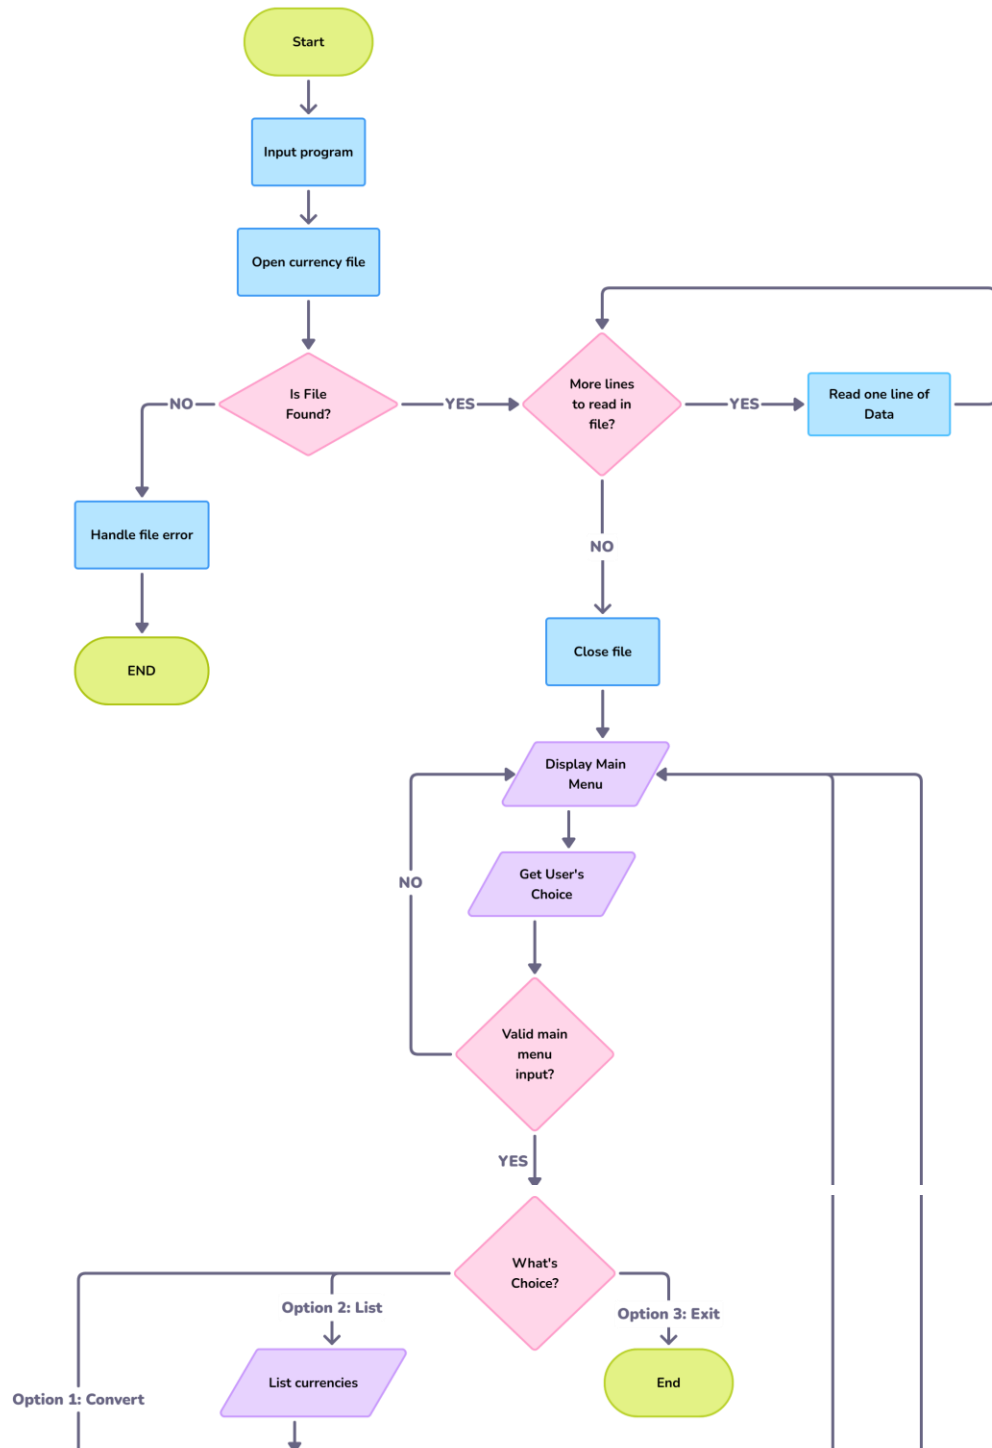 Start
Input program
Open currency file
Is File
Found?
NO
YES
More lines
to read in
file?
YES
Read one line of
Data
Handle file error
NO
END
Close file
Display Main
Menu
Get User's
Choice
NO
Valid main
menu
input?
YES
What's
Choice?
Option 2: List
Option 3: Exit
List currencies
End
Option 1: Convert